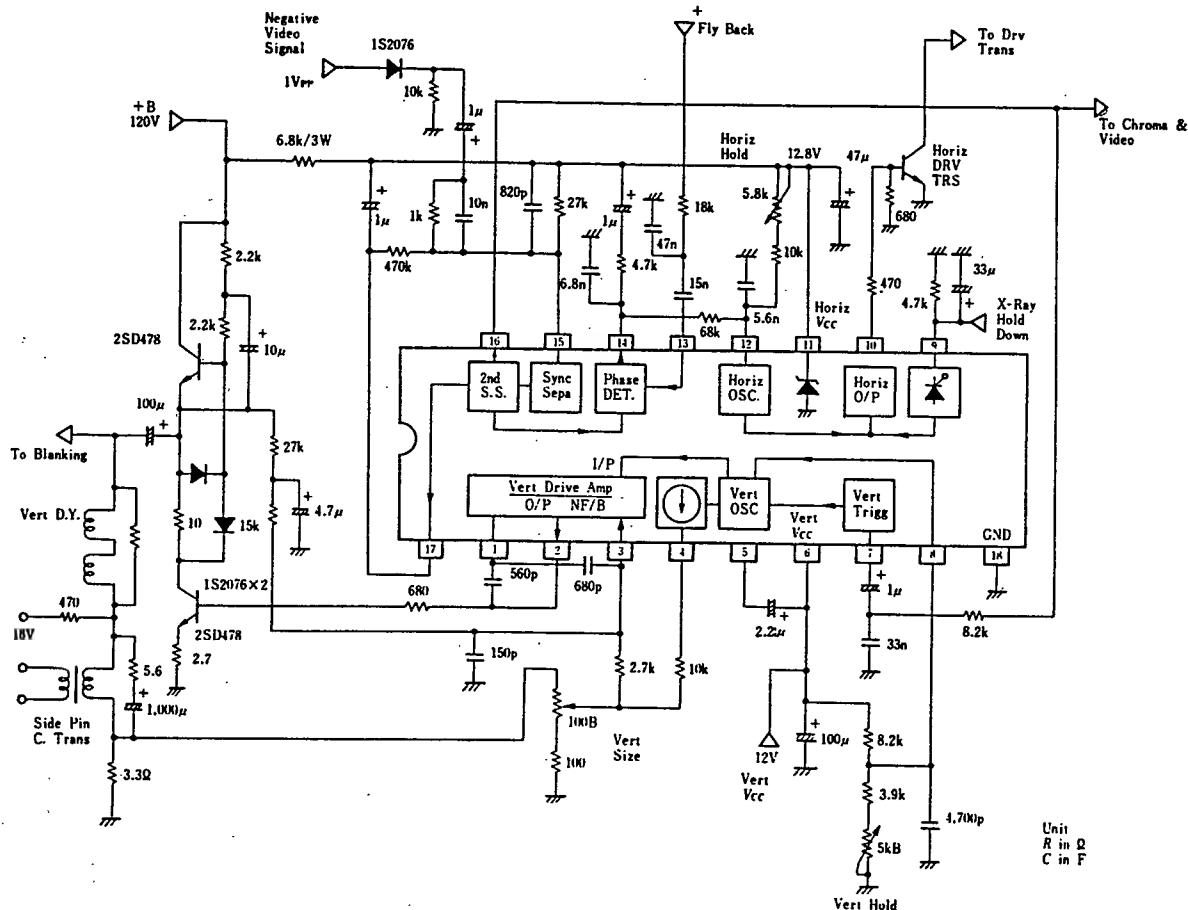 Negative
Video
Signal
1S2076
1VPP
10k
1μ
+
+
Fly Back
To Drv
Trans
+B
120V
6.8k/3W
Horiz
Hold
12.8V
47μ
+
Horiz
DRV
TRS
To Chroma &
Video
+
1μ
1k
10n
820p
27k
1μ
+
47n
18k
5.8k
680
2.2k
470k
6.8n
4.7k
15n
10k
470
33μ
+
4.7k
X-Ray
Hold
Down
2.2k
+
10μ
68k
5.6n
Horiz
VCC
2SD478
16
15
14
13
12
11
10
9
2nd
S.S.
Sync
Sepa
Phase
DET.
Horiz
OSC.
Horiz
O/P
100μ
+
To Blanking
27k
I/P
Vert Drive Amp
O/P NF/B
Vert
OSC
Vert
Trigg
Vert D.Y.
10
15k
+
4.7μ
Vert
VCC
GND
17
1
2
3
4
5
6
7
8
18
1S2076×2
560p
680p
680
+
2.2μ
+
1μ
8.2k
33n
470
18V
2SD478
2.7
5.6
+
1,000μ
150p
2.7k
10k
Side Pin
C. Trans
100B
Vert
Size
100
12V
Vert
VCC
+
100μ
8.2k
3.3Ω
3.9k
4,700p
5kB
Vert Hold
Unit
R in Ω
C in F